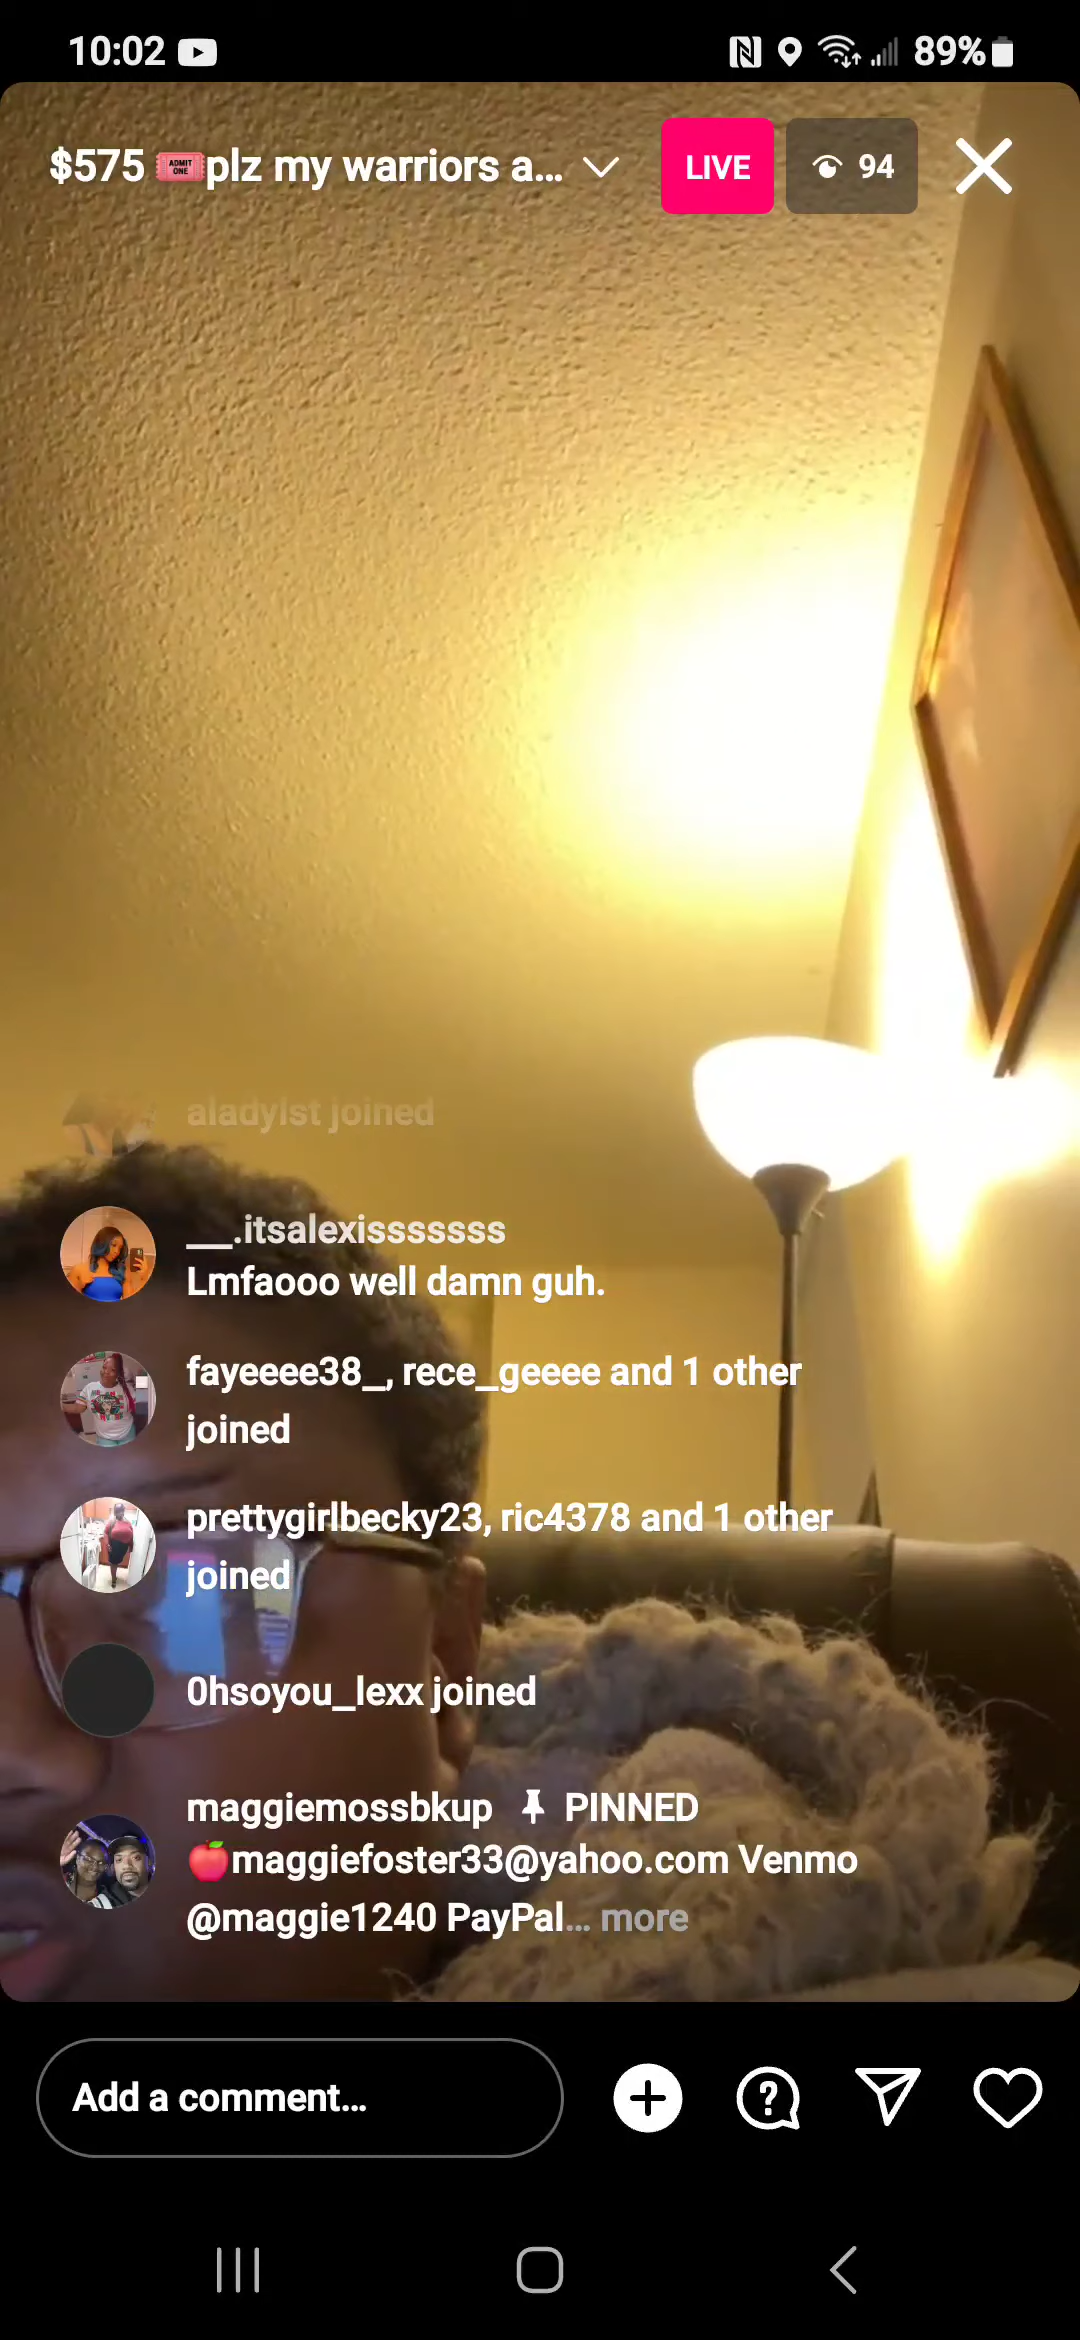 10:02
89%
$575 🎟️plz my warriors a...
LIVE
94
aladylst joined
___.itsalexisssssss
Lmfaooo well damn guh.
fayeeee38_, rece_geeee and 1 other
joined
prettygirlbecky23, ric4378 and 1 other
joined
0hsoyou_lexx joined
maggiemossbkup 📌 PINNED
🍎maggiefoster33@yahoo.com Venmo
@maggie1240 PayPal... more
Add a comment...